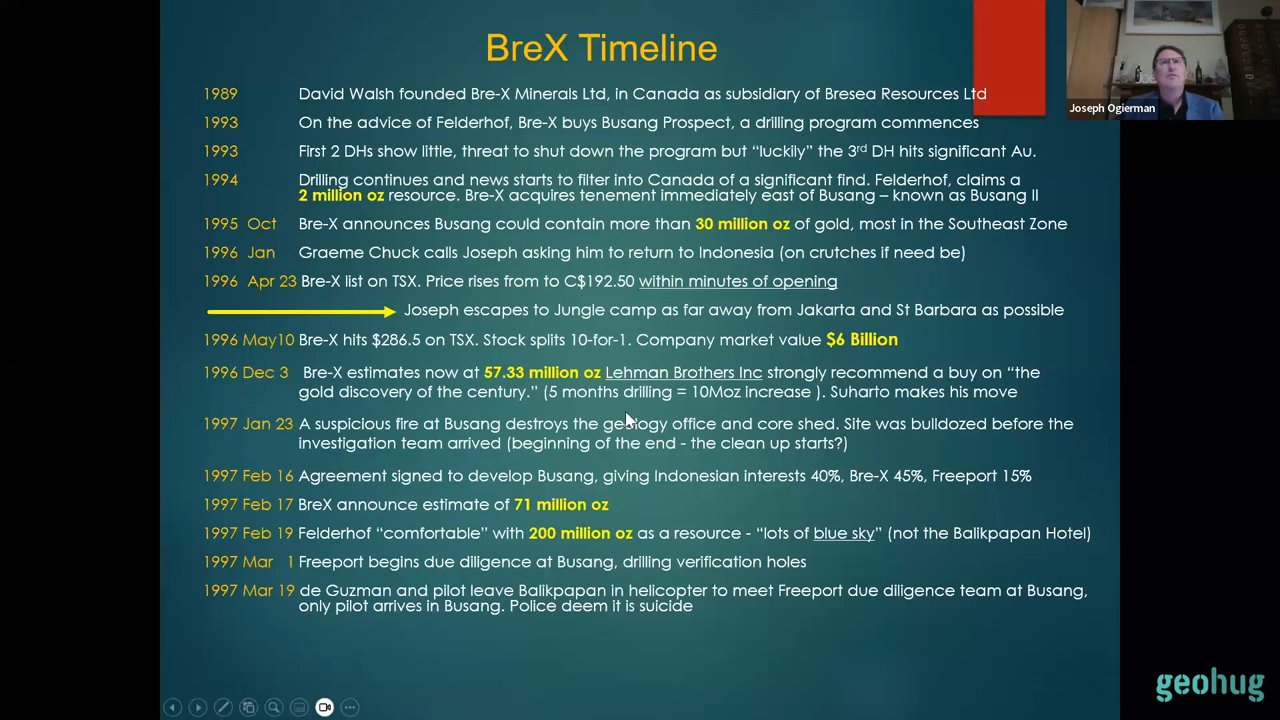 BreX Timeline
Joseph Ogierman
1989 David Walsh founded Bre-X Minerals Ltd, in Canada as subsidiary of Bresea Resources Ltd
1993 On the advice of Felderhof, Bre-X buys Busang Prospect, a drilling program commences
1993 First 2 DHs show little, threat to shut down the program but “luckily” the 3rd DH hits significant Au.
1994 Drilling continues and news starts to filter into Canada of a significant find. Felderhof, claims a
2 million oz resource. Bre-X acquires tenement immediately east of Busang – known as Busang II
1995 Oct Bre-X announces Busang could contain more than 30 million oz of gold, most in the Southeast Zone
1996 Jan Graeme Chuck calls Joseph asking him to return to Indonesia (on crutches if need be)
1996 Apr 23 Bre-X list on TSX. Price rises from to C$192.50 within minutes of opening
Joseph escapes to Jungle camp as far away from Jakarta and St Barbara as possible
1996 May10 Bre-X hits $286.5 on TSX. Stock splits 10-for-1. Company market value $6 Billion
1996 Dec 3 Bre-X estimates now at 57.33 million oz Lehman Brothers Inc strongly recommend a buy on “the
gold discovery of the century.” (5 months drilling = 10Moz increase ). Suharto makes his move
1997 Jan 23 A suspicious fire at Busang destroys the geology office and core shed. Site was bulldozed before the
investigation team arrived (beginning of the end - the clean up starts?)
1997 Feb 16 Agreement signed to develop Busang, giving Indonesian interests 40%, Bre-X 45%, Freeport 15%
1997 Feb 17 BreX announce estimate of 71 million oz
1997 Feb 19 Felderhof “comfortable” with 200 million oz as a resource - “lots of blue sky” (not the Balikpapan Hotel)
1997 Mar 1 Freeport begins due diligence at Busang, drilling verification holes
1997 Mar 19 de Guzman and pilot leave Balikpapan in helicopter to meet Freeport due diligence team at Busang,
only pilot arrives in Busang. Police deem it is suicide
geohug